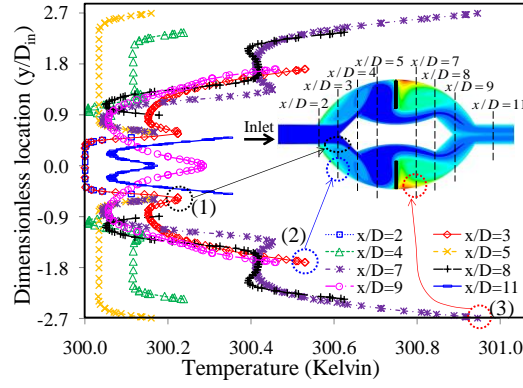 Dimensionless location (y/D_in)
2.7
1.8
0.9
0.0
-0.9
-1.8
-2.7
300.0
300.2
300.4
300.6
300.8
301.0
Temperature (Kelvin)
x/D=5
x/D=7
x/D=4
x/D=8
x/D=3
x/D=9
x/D=2
x/D=11
Inlet
(1)
(2)
(3)
x/D=2
x/D=3
x/D=4
x/D=5
x/D=7
x/D=8
x/D=9
x/D=11